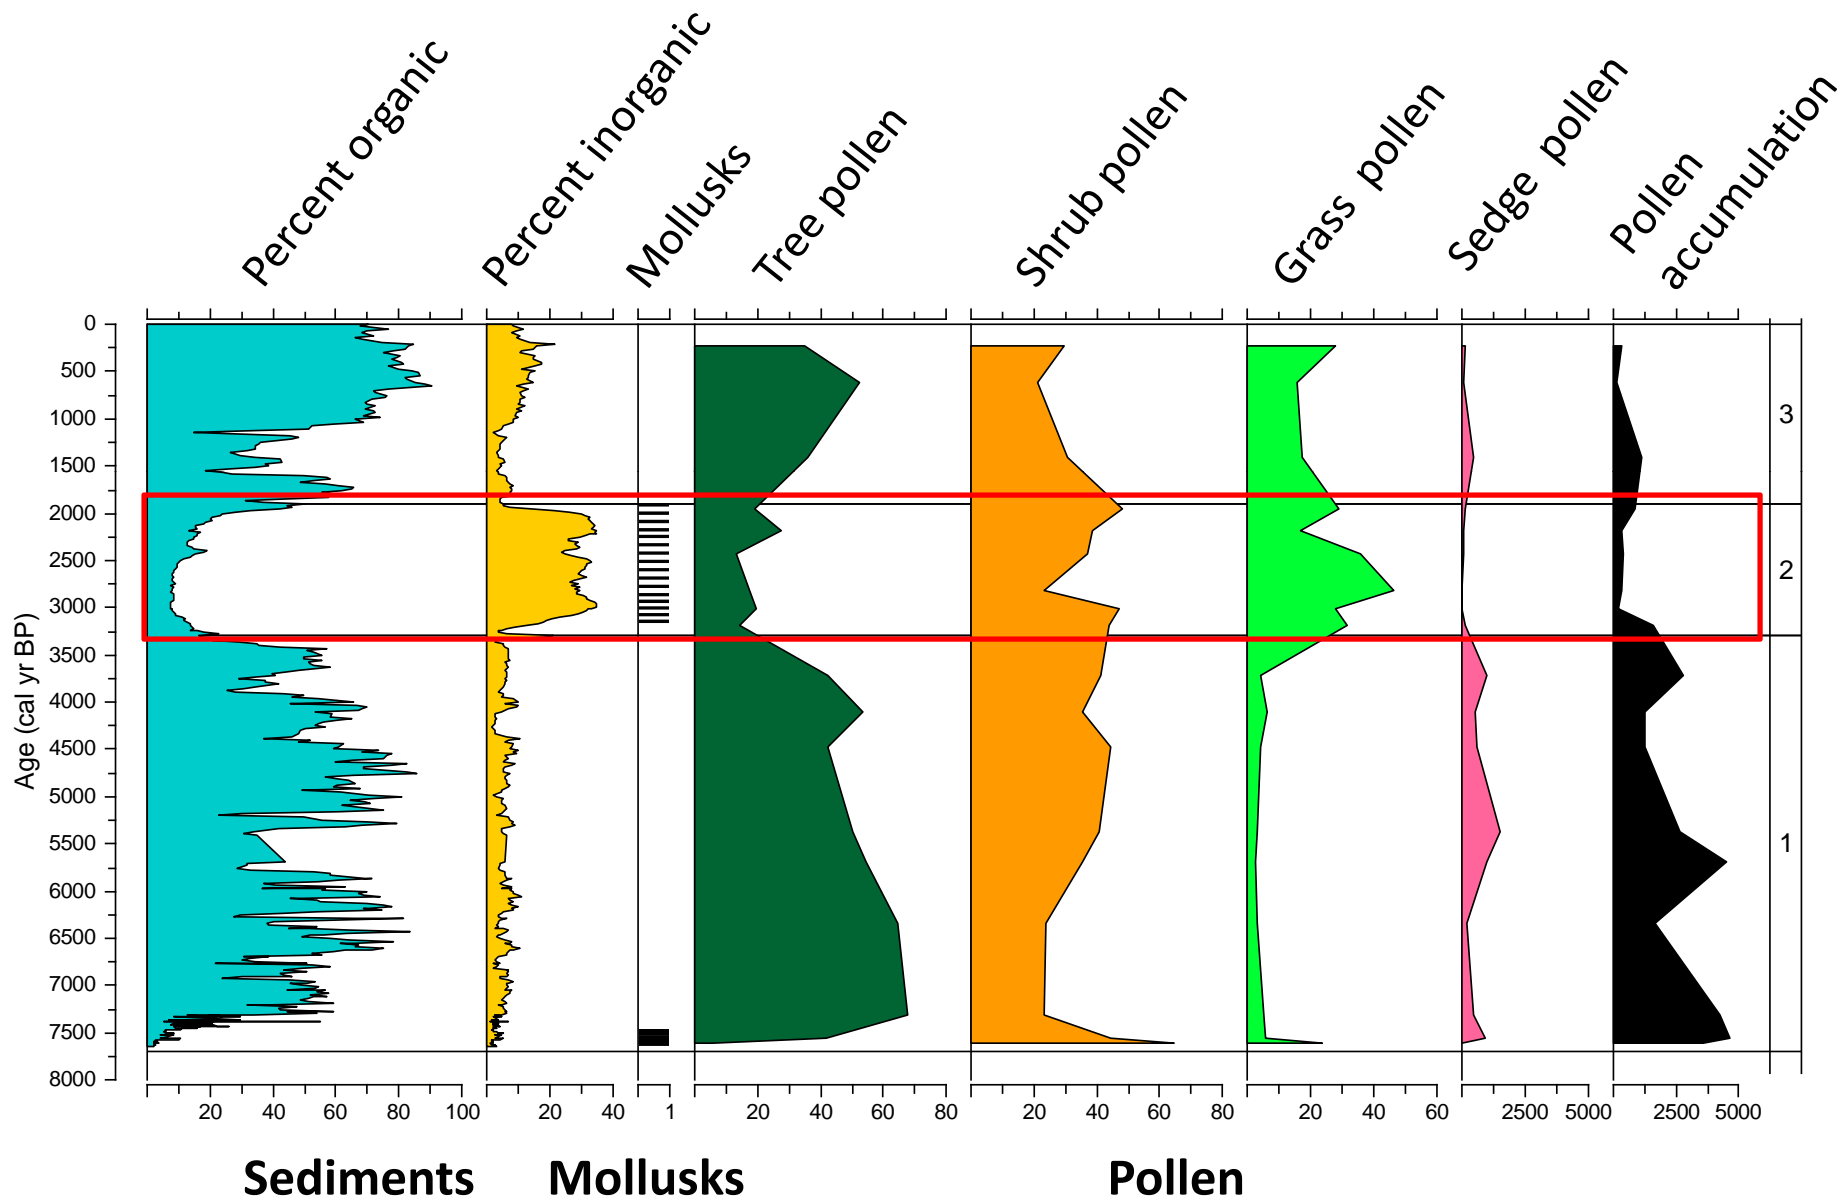 Percent organic
Percent inorganic
Mollusks
Tree pollen
Shrub pollen
Grass pollen
Sedge pollen
Pollen
accumulation
Age (cal yr BP)
0
500
1000
1500
2000
2500
3000
3500
4000
4500
5000
5500
6000
6500
7000
7500
8000
3
2
1
20 40 60 80 100 20 40 1 20 40 60 80 20 40 60 80 20 40 60 2500 5000 2500 5000
Sediments Mollusks Pollen